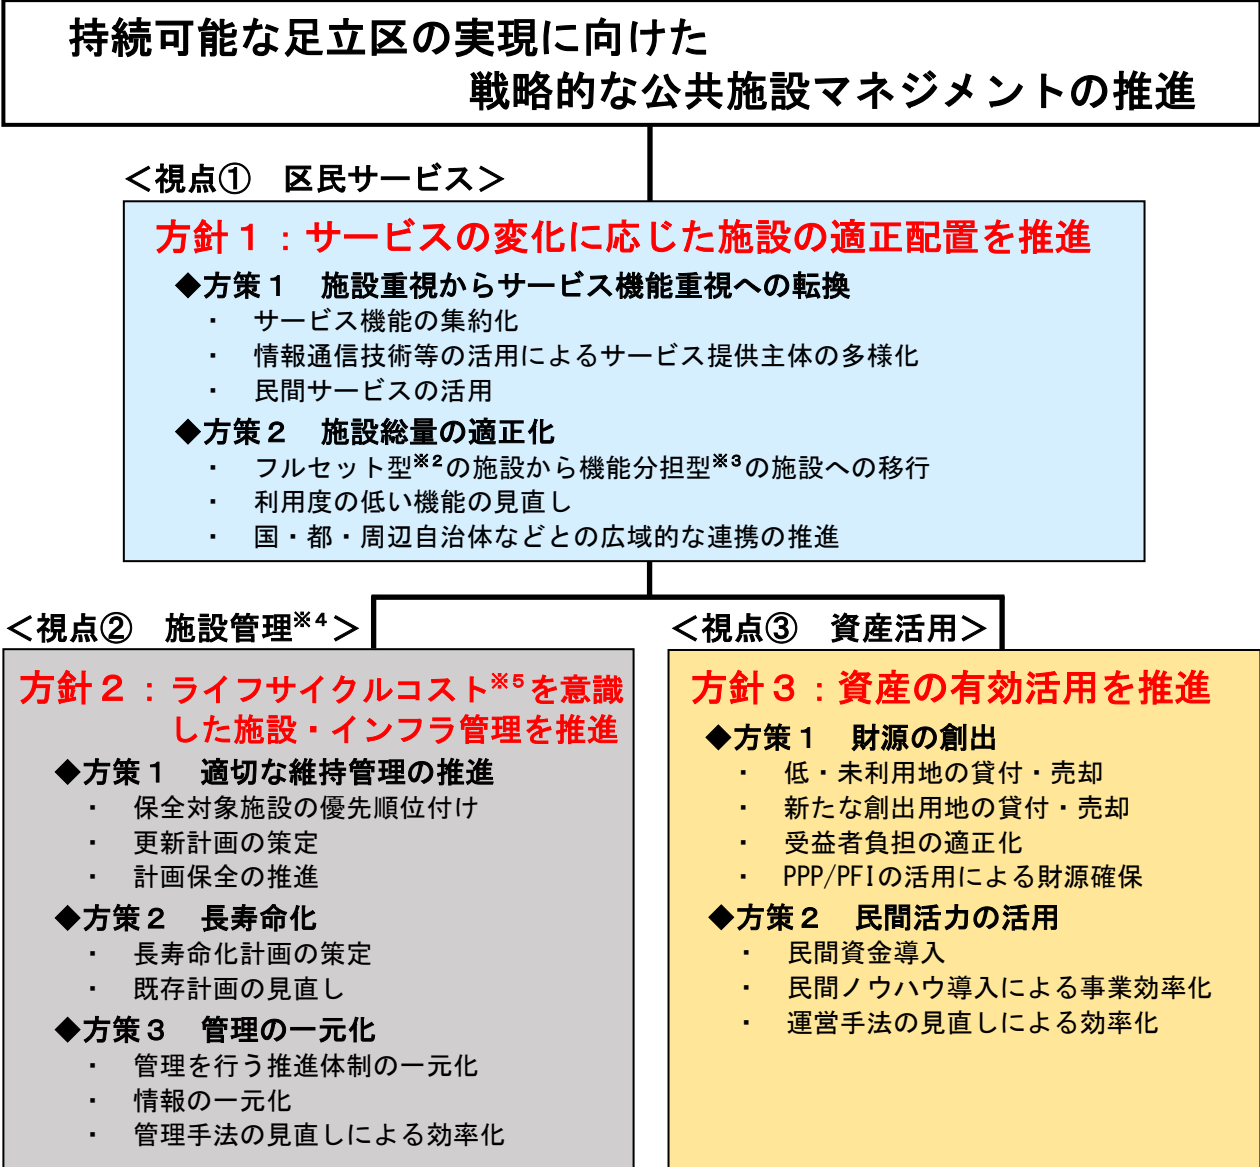 持続可能な足立区の実現に向けた
戦略的な公共施設マネジメントの推進
＜視点①　区民サービス＞
方針１：サービスの変化に応じた施設の適正配置を推進
◆方策１　施設重視からサービス機能重視への転換
・　サービス機能の集約化
・　情報通信技術等の活用によるサービス提供主体の多様化
・　民間サービスの活用
◆方策２　施設総量の適正化
・　フルセット型※2の施設から機能分担型※3の施設への移行
・　利用度の低い機能の見直し
・　国・都・周辺自治体などとの広域的な連携の推進
＜視点②　施設管理※4＞
方針２：ライフサイクルコスト※5を意識
した施設・インフラ管理を推進
◆方策１　適切な維持管理の推進
・　保全対象施設の優先順位付け
・　更新計画の策定
・　計画保全の推進
◆方策２　長寿命化
・　長寿命化計画の策定
・　既存計画の見直し
◆方策３　管理の一元化
・　管理を行う推進体制の一元化
・　情報の一元化
・　管理手法の見直しによる効率化
＜視点③　資産活用＞
方針３：資産の有効活用を推進
◆方策１　財源の創出
・　低・未利用地の貸付・売却
・　新たな創出用地の貸付・売却
・　受益者負担の適正化
・　PPP/PFIの活用による財源確保
◆方策２　民間活力の活用
・　民間資金導入
・　民間ノウハウ導入による事業効率化
・　運営手法の見直しによる効率化